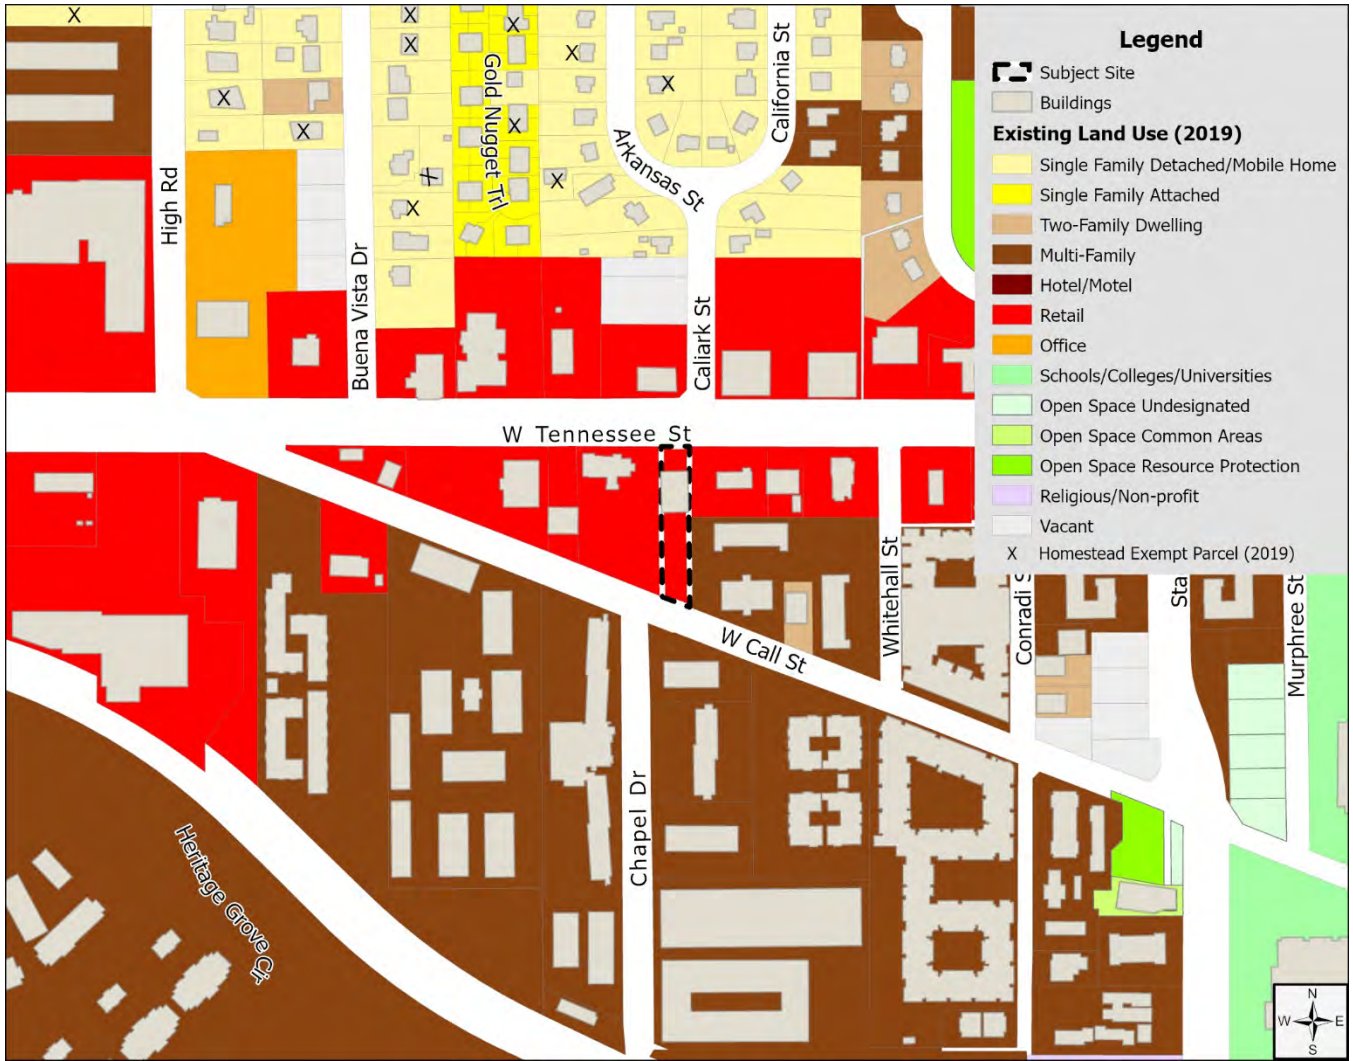 Legend
Subject Site
Buildings
Existing Land Use (2019)
Single Family Detached/Mobile Home
Single Family Attached
Two-Family Dwelling
Multi-Family
Hotel/Motel
Retail
Office
Schools/Colleges/Universities
Open Space Undesignated
Open Space Common Areas
Open Space Resource Protection
Religious/Non-profit
Vacant
X Homestead Exempt Parcel (2019)
X
X
X
X
X
X
X
X
X
X
X
X
X
High Rd
Buena Vista Dr
Gold Nugget Trl
Arkansas St
California St
Caliark St
W Tennessee St
Whitehall St
Conradi S
Sta
Murphree St
W Call St
Chapel Dr
Heritage Grove Cir
N
W E
S